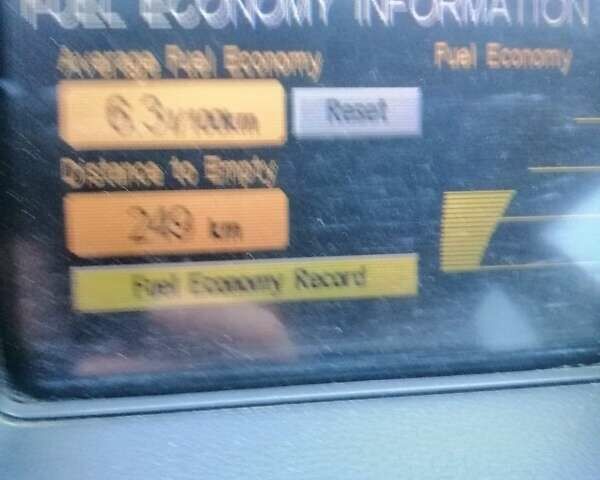 FUEL ECONOMY INFORMATION
Average Fuel Economy
Fuel Economy
6.3 l/100km
Reset
Distance to Empty
249 km
Fuel Economy Record